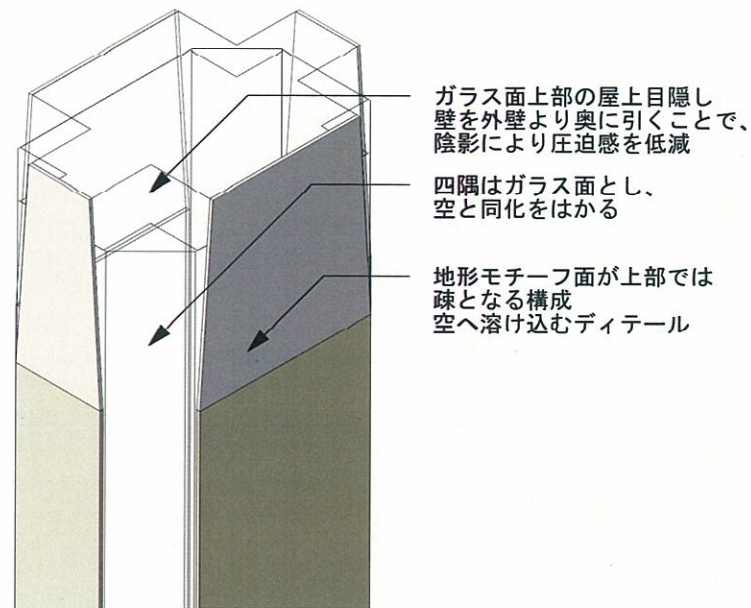 ガラス面上部の屋上目隠し
壁を外壁より奥に引くことで、
陰影により圧迫感を低減
四隅はガラス面とし、
空と同化をはかる
地形モチーフ面が上部では
疎となる構成
空へ溶け込むディテール